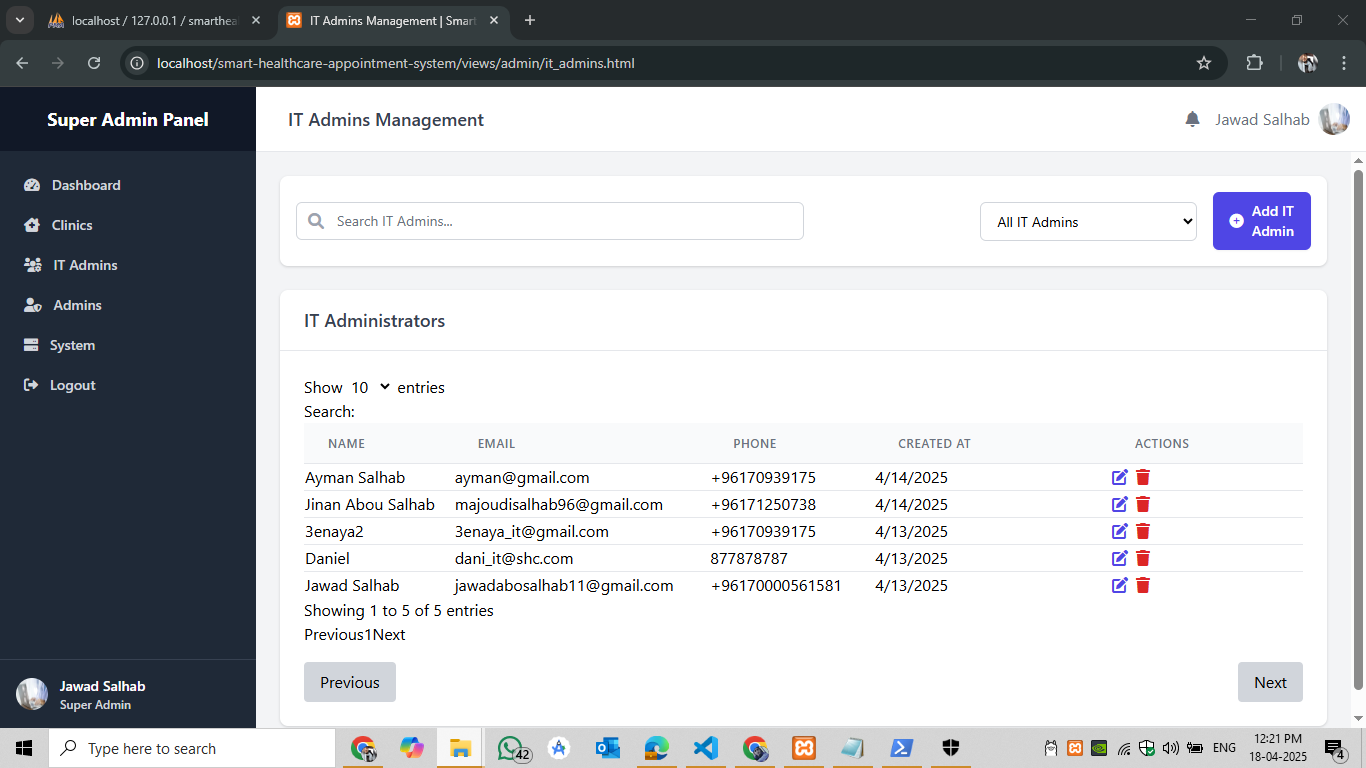 localhost / 127.0.0.1 / smarthea
IT Admins Management | Smart
localhost/smart-healthcare-appointment-system/views/admin/it_admins.html
Super Admin Panel
IT Admins Management
Jawad Salhab
Dashboard
Clinics
IT Admins
Admins
System
Logout
Search IT Admins...
All IT Admins
Add IT
Admin
IT Administrators
Show 10 entries
Search:
NAME EMAIL PHONE CREATED AT ACTIONS
Ayman Salhab ayman@gmail.com +96170939175 4/14/2025
Jinan Abou Salhab majoudisalhab96@gmail.com +96171250738 4/14/2025
3enaya2 3enaya_it@gmail.com +96170939175 4/13/2025
Daniel dani_it@shc.com 877878787 4/13/2025
Jawad Salhab jawadabosalhab11@gmail.com +96170000561581 4/13/2025
Showing 1 to 5 of 5 entries
Previous1Next
Previous Next
Jawad Salhab
Super Admin
Type here to search
42
ENG
12:21 PM
18-04-2025
4